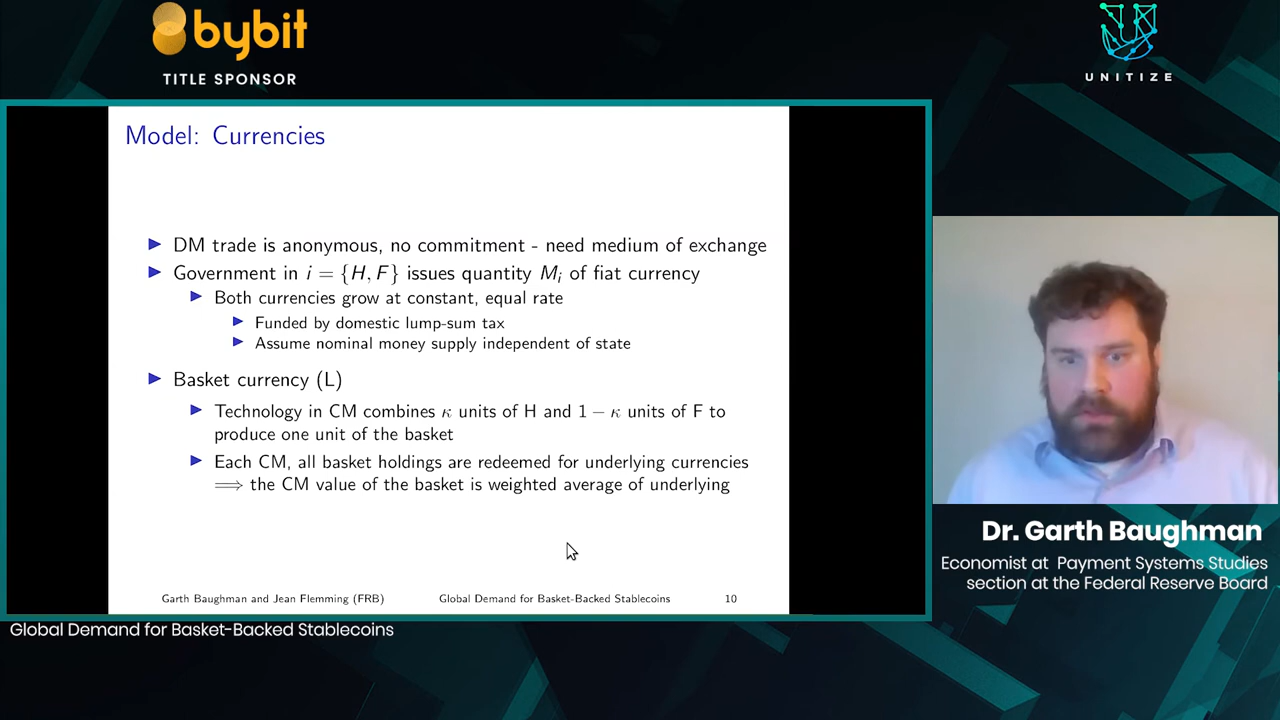 bybit
TITLE SPONSOR
UNITIZE
Model: Currencies
DM trade is anonymous, no commitment - need medium of exchange
Government in i = {H, F} issues quantity Mᵢ of fiat currency
Both currencies grow at constant, equal rate
Funded by domestic lump-sum tax
Assume nominal money supply independent of state
Basket currency (L)
Technology in CM combines κ units of H and 1 − κ units of F to
produce one unit of the basket
Each CM, all basket holdings are redeemed for underlying currencies
⟹ the CM value of the basket is weighted average of underlying
Garth Baughman and Jean Flemming (FRB) Global Demand for Basket-Backed Stablecoins 10
Dr. Garth Baughman
Economist at Payment Systems Studies
section at the Federal Reserve Board
Global Demand for Basket-Backed Stablecoins